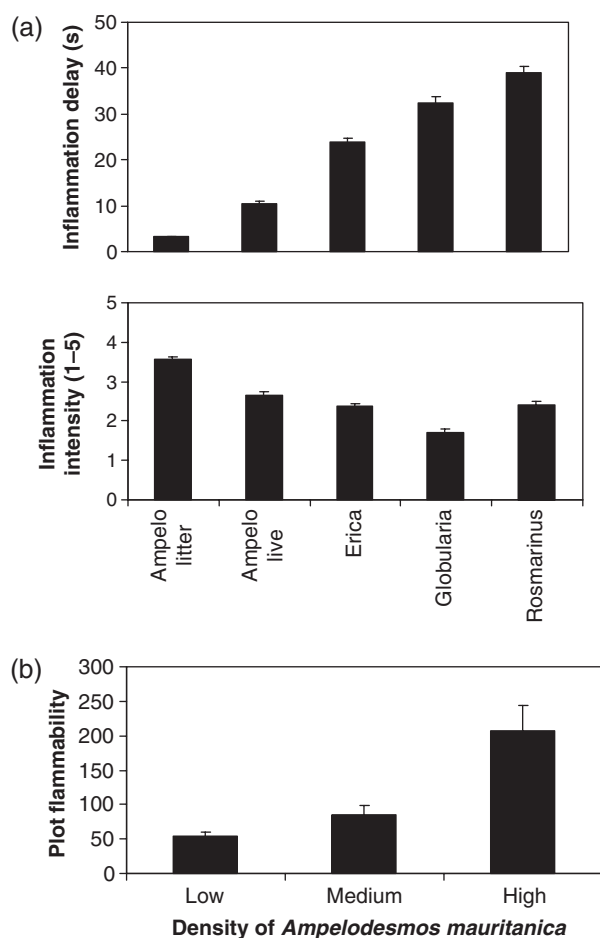 (a)
Inflammation delay (s)
50
40
30
20
10
0
Inflammation
intensity (1–5)
5
4
3
2
1
0
Ampelo
litter
Ampelo
live
Erica
Globularia
Rosmarinus
(b)
Plot flammability
300
250
200
150
100
50
0
Low Medium High
Density of Ampelodesmos mauritanica